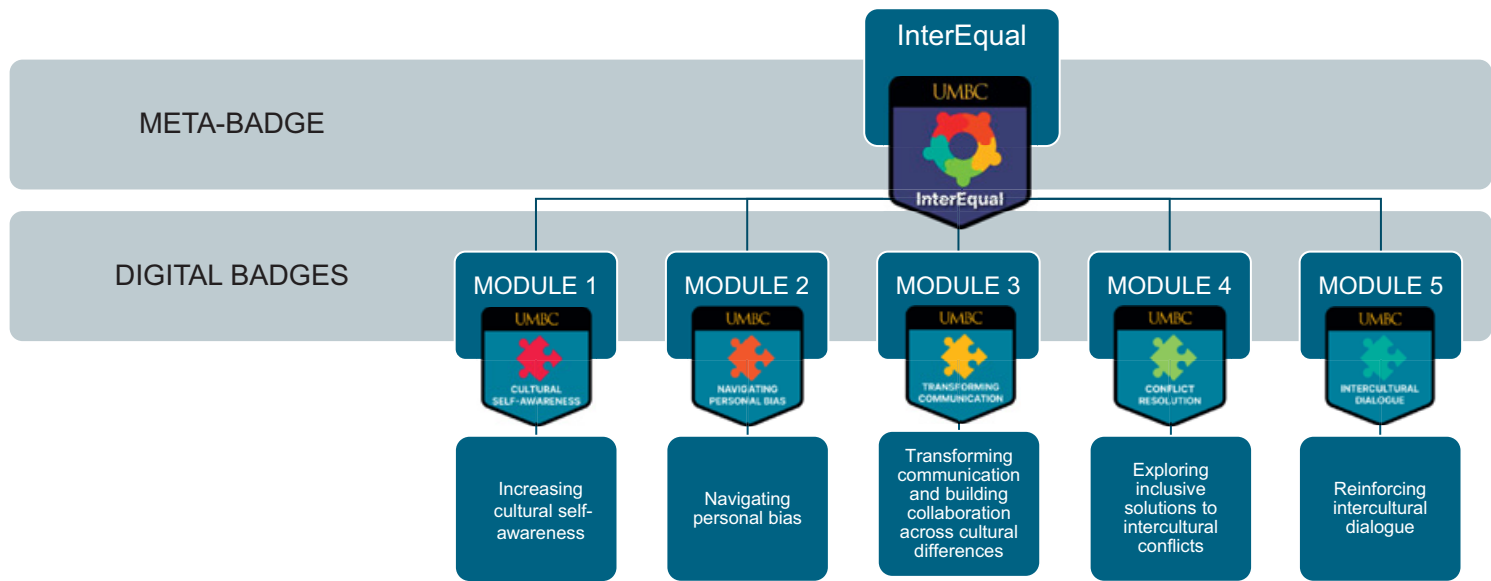 InterEqual
UMBC
InterEqual
META-BADGE
DIGITAL BADGES
MODULE 1
UMBC
CULTURAL
SELF-AWARENESS
Increasing
cultural self-
awareness
MODULE 2
UMBC
NAVIGATING
PERSONAL BIAS
Navigating
personal bias
MODULE 3
UMBC
TRANSFORMING
COMMUNICATION
Transforming
communication
and building
collaboration
across cultural
differences
MODULE 4
UMBC
CONFLICT
RESOLUTION
Exploring
inclusive
solutions to
intercultural
conflicts
MODULE 5
UMBC
INTERCULTURAL
DIALOGUE
Reinforcing
intercultural
dialogue